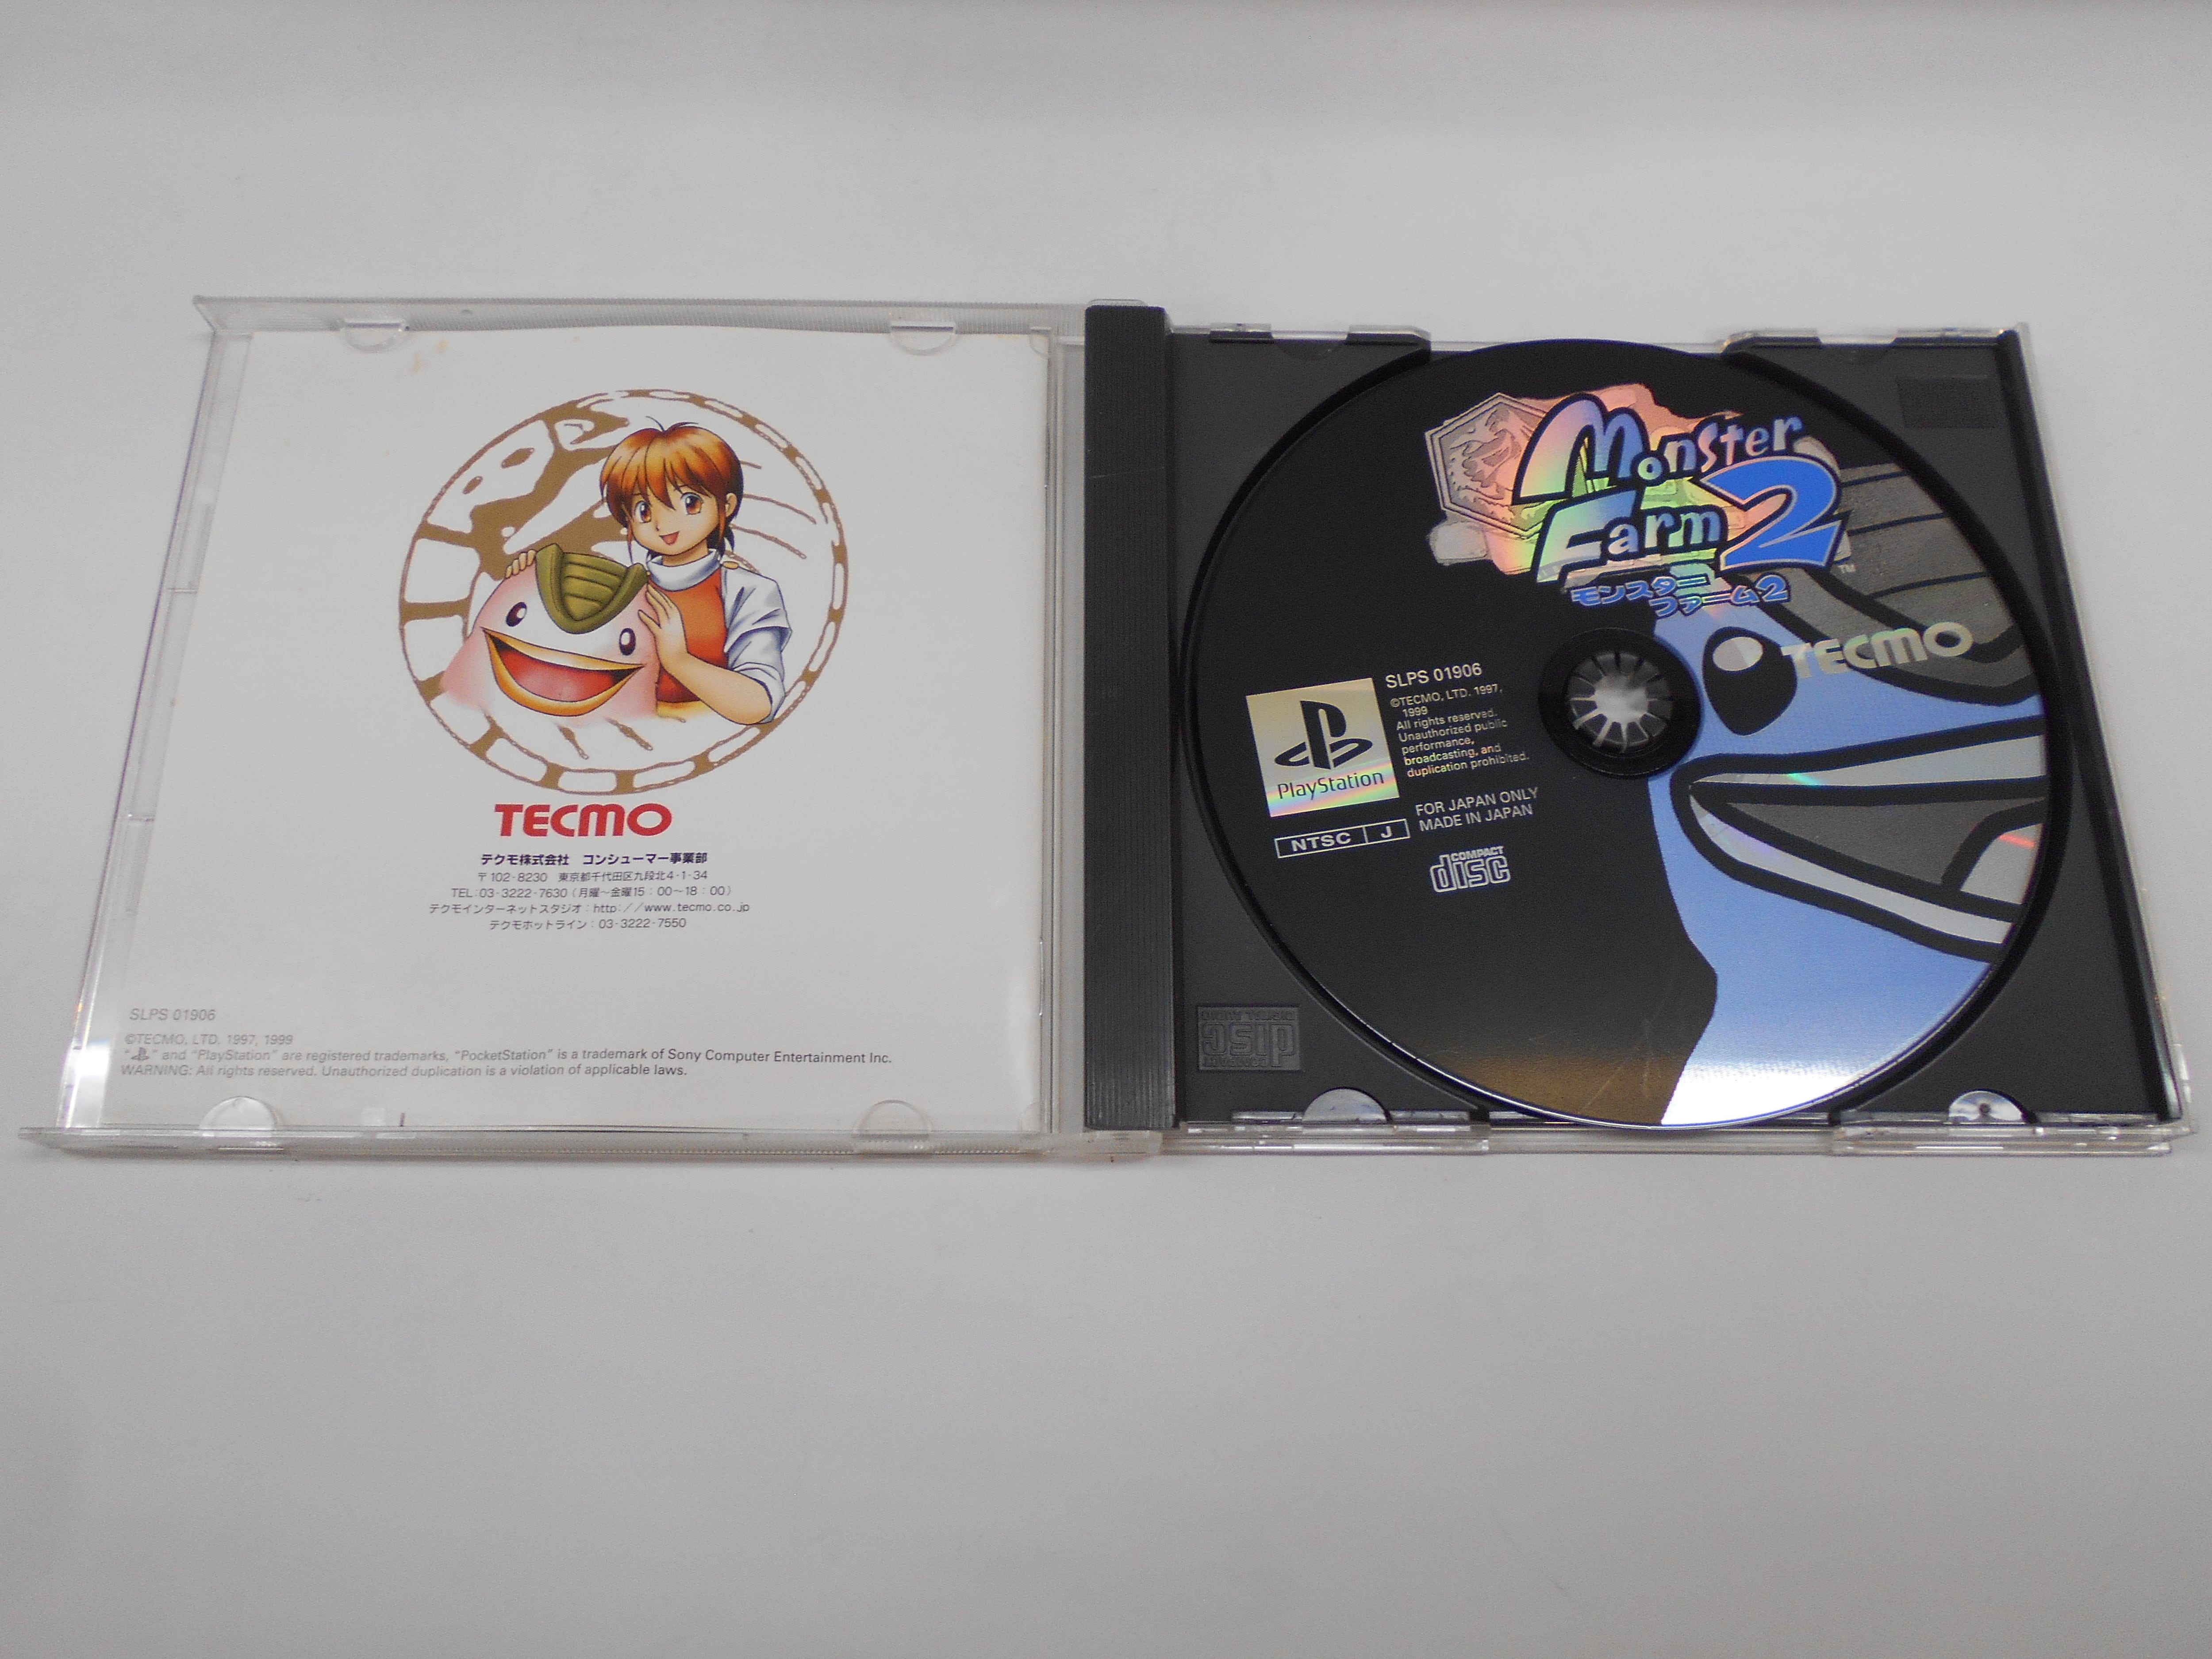 TECMO
テクモ株式会社 コンシューマー事業部
〒102-8230 東京都千代田区九段北4-1-34
TEL:03-3222-7630(月曜〜金曜15:00〜18:00)
テクモインターネットスタジオ:http://www.tecmo.co.jp
テクモホットライン:03-3222-7550
SLPS 01906
©TECMO, LTD. 1997, 1999
"PS" and "PlayStation" are registered trademarks, "PocketStation" is a trademark of Sony Computer Entertainment Inc.
WARNING: All rights reserved. Unauthorized duplication is a violation of applicable laws.
Monster
Farm 2
TM
モンスター
ファーム2
TECMO
SLPS 01906
©TECMO, LTD. 1997,
1999
All rights reserved.
Unauthorized public
performance,
broadcasting, and
duplication prohibited.
PlayStation
FOR JAPAN ONLY
MADE IN JAPAN
NTSC J
COMPACT
disc
COMPACT
disc
DIGITAL AUDIO